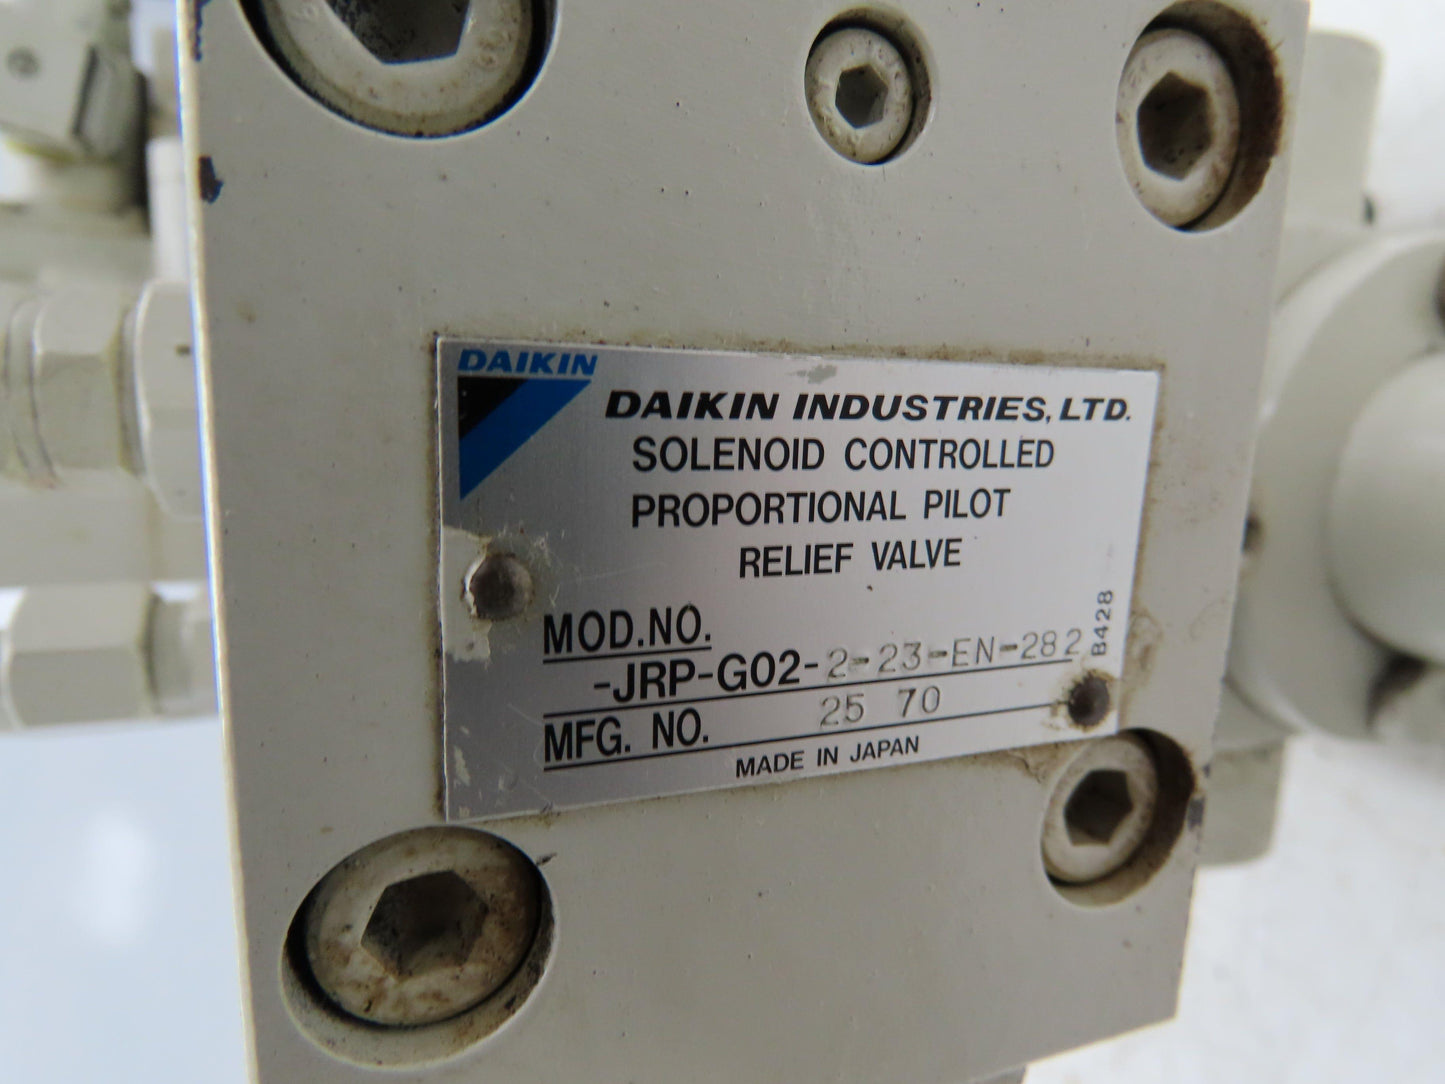 DAIKIN
DAIKIN INDUSTRIES, LTD.
SOLENOID CONTROLLED
PROPORTIONAL PILOT
RELIEF VALVE
MOD.NO.
-JRP-G02-2-23-EN-282
B428
MFG. NO. 25 70
MADE IN JAPAN